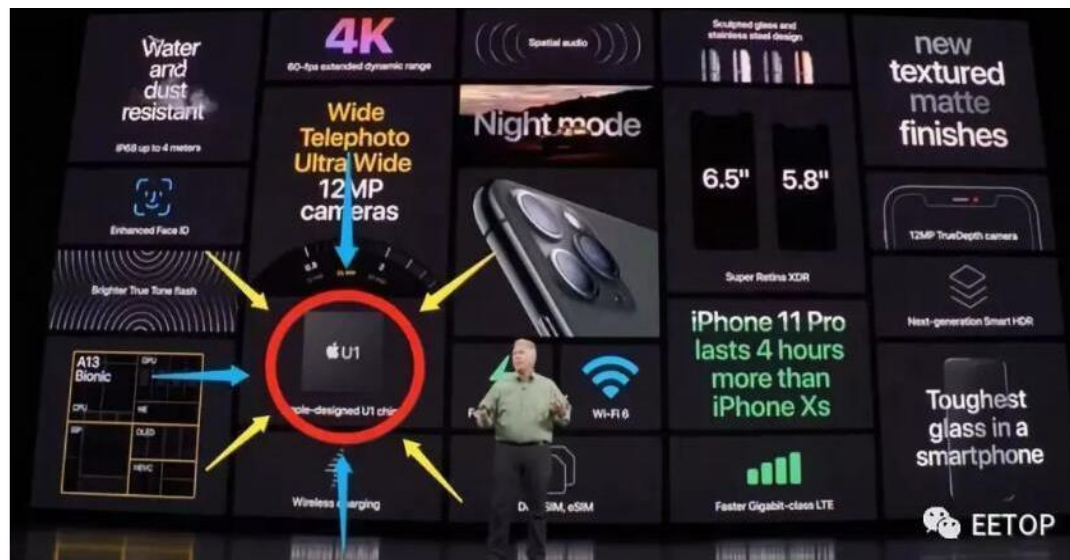 Water
and
dust
resistant
IP68 up to 4 meters
4K
60-fps extended dynamic range
Spatial audio
Sculpted glass and
stainless steel design
new
textured
matte
finishes
Wide
Telephoto
Ultra Wide
12MP
cameras
Night mode
6.5" 5.8"
Super Retina XDR
Enhanced Face ID
12MP TrueDepth camera
Brighter True Tone flash
Next-generation Smart HDR
A13
Bionic
GPU
CPU
NE
ISP
OLED
HEVC
U1
ple-designed U1 chip
Wi-Fi 6
iPhone 11 Pro
lasts 4 hours
more than
iPhone Xs
Toughest
glass in a
smartphone
Wireless charging
SIM, eSIM
Faster Gigabit-class LTE
EETOP